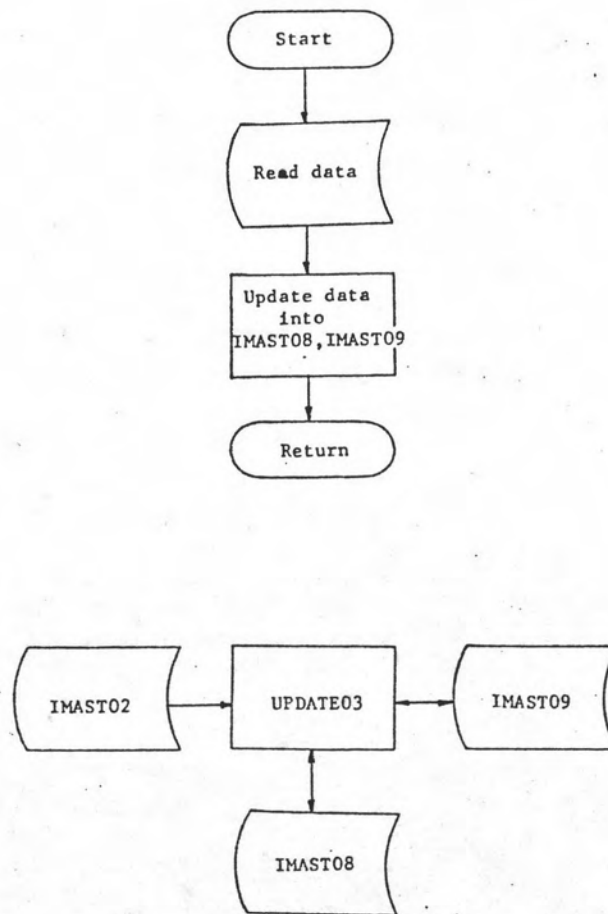 Start
Read data
Update data
into
IMAST08,IMAST09
Return
IMAST02
UPDATE03
IMAST09
IMAST08